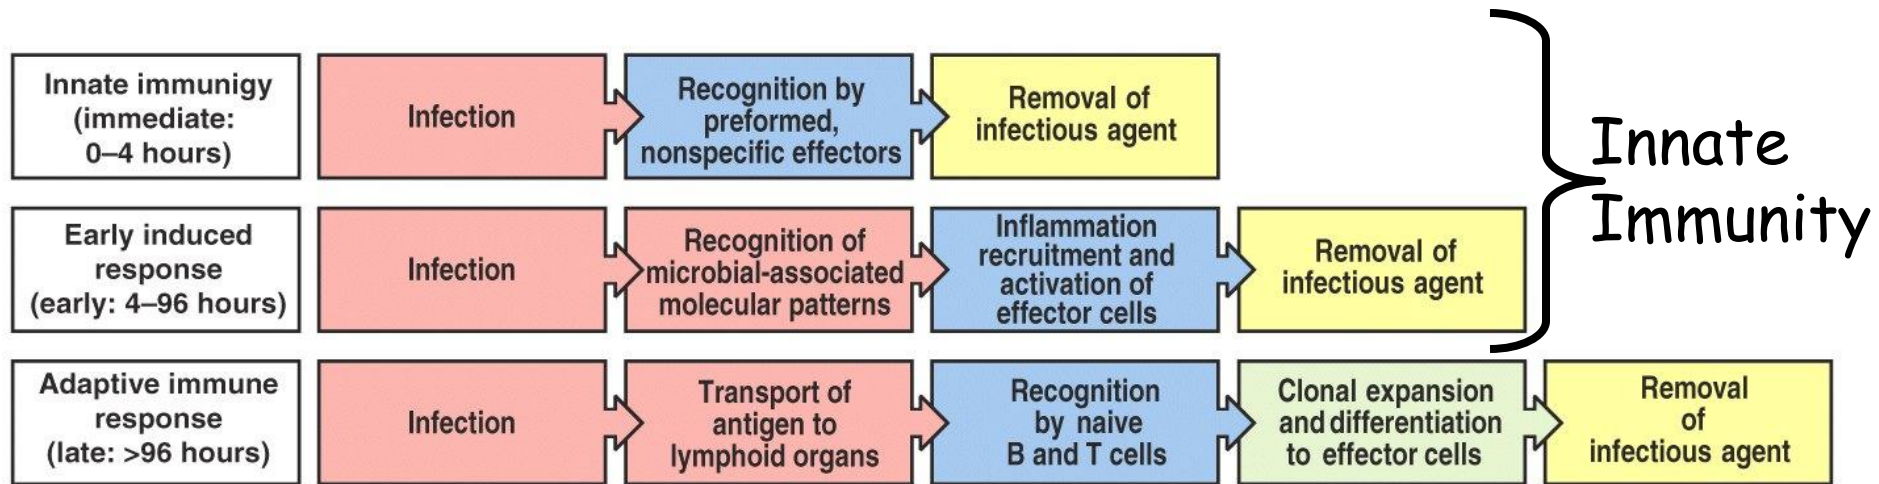 Innate immunigy
(immediate:
0–4 hours)
Infection
Recognition by
preformed,
nonspecific effectors
Removal of
infectious agent
Early induced
response
(early: 4–96 hours)
Infection
Recognition of
microbial-associated
molecular patterns
Inflammation
recruitment and
activation of
effector cells
Removal of
infectious agent
Innate
Immunity
Adaptive immune
response
(late: >96 hours)
Infection
Transport of
antigen to
lymphoid organs
Recognition
by naive
B and T cells
Clonal expansion
and differentiation
to effector cells
Removal
of
infectious agent